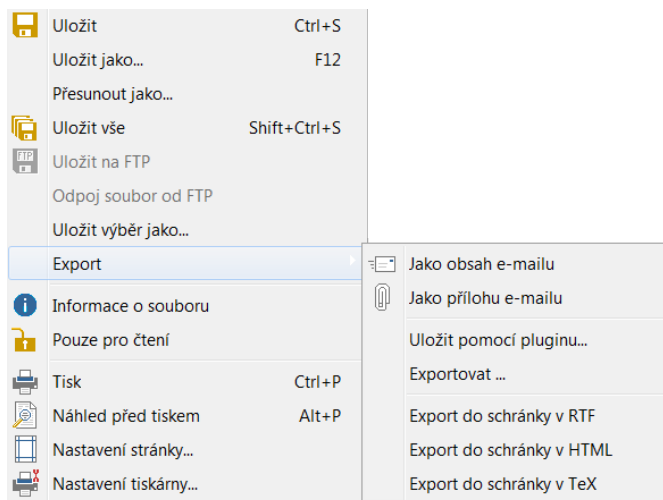 Uložit Ctrl+S
Uložit jako... F12
Přesunout jako...
Uložit vše Shift+Ctrl+S
FTP
Uložit na FTP
Odpoj soubor od FTP
Uložit výběr jako...
Export
Informace o souboru
Pouze pro čtení
Tisk Ctrl+P
Náhled před tiskem Alt+P
Nastavení stránky...
Nastavení tiskárny...
Jako obsah e-mailu
Jako přílohu e-mailu
Uložit pomocí pluginu...
Exportovat ...
Export do schránky v RTF
Export do schránky v HTML
Export do schránky v TeX